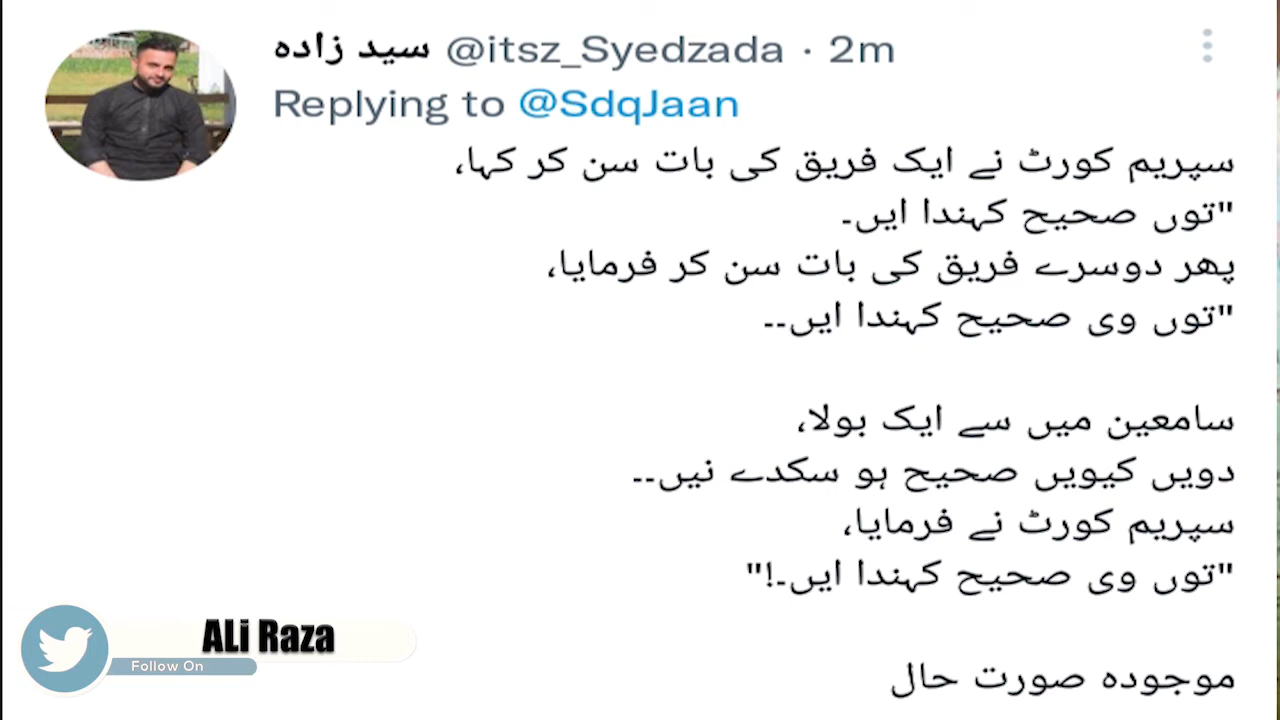 سید زادہ @itsz_Syedzada · 2m
Replying to @SdqJaan
سپریم کورٹ نے ایک فریق کی بات سن کر کہا،
"توں صحیح کہندا ایں۔
پھر دوسرے فریق کی بات سن کر فرمایا،
"توں وی صحیح کہندا ایں۔۔
سامعین میں سے ایک بولا،
دویں کیویں صحیح ہو سکدے نیں۔۔
سپریم کورٹ نے فرمایا،
"توں وی صحیح کہندا ایں۔!"
موجودہ صورت حال
ALi Raza
Follow On